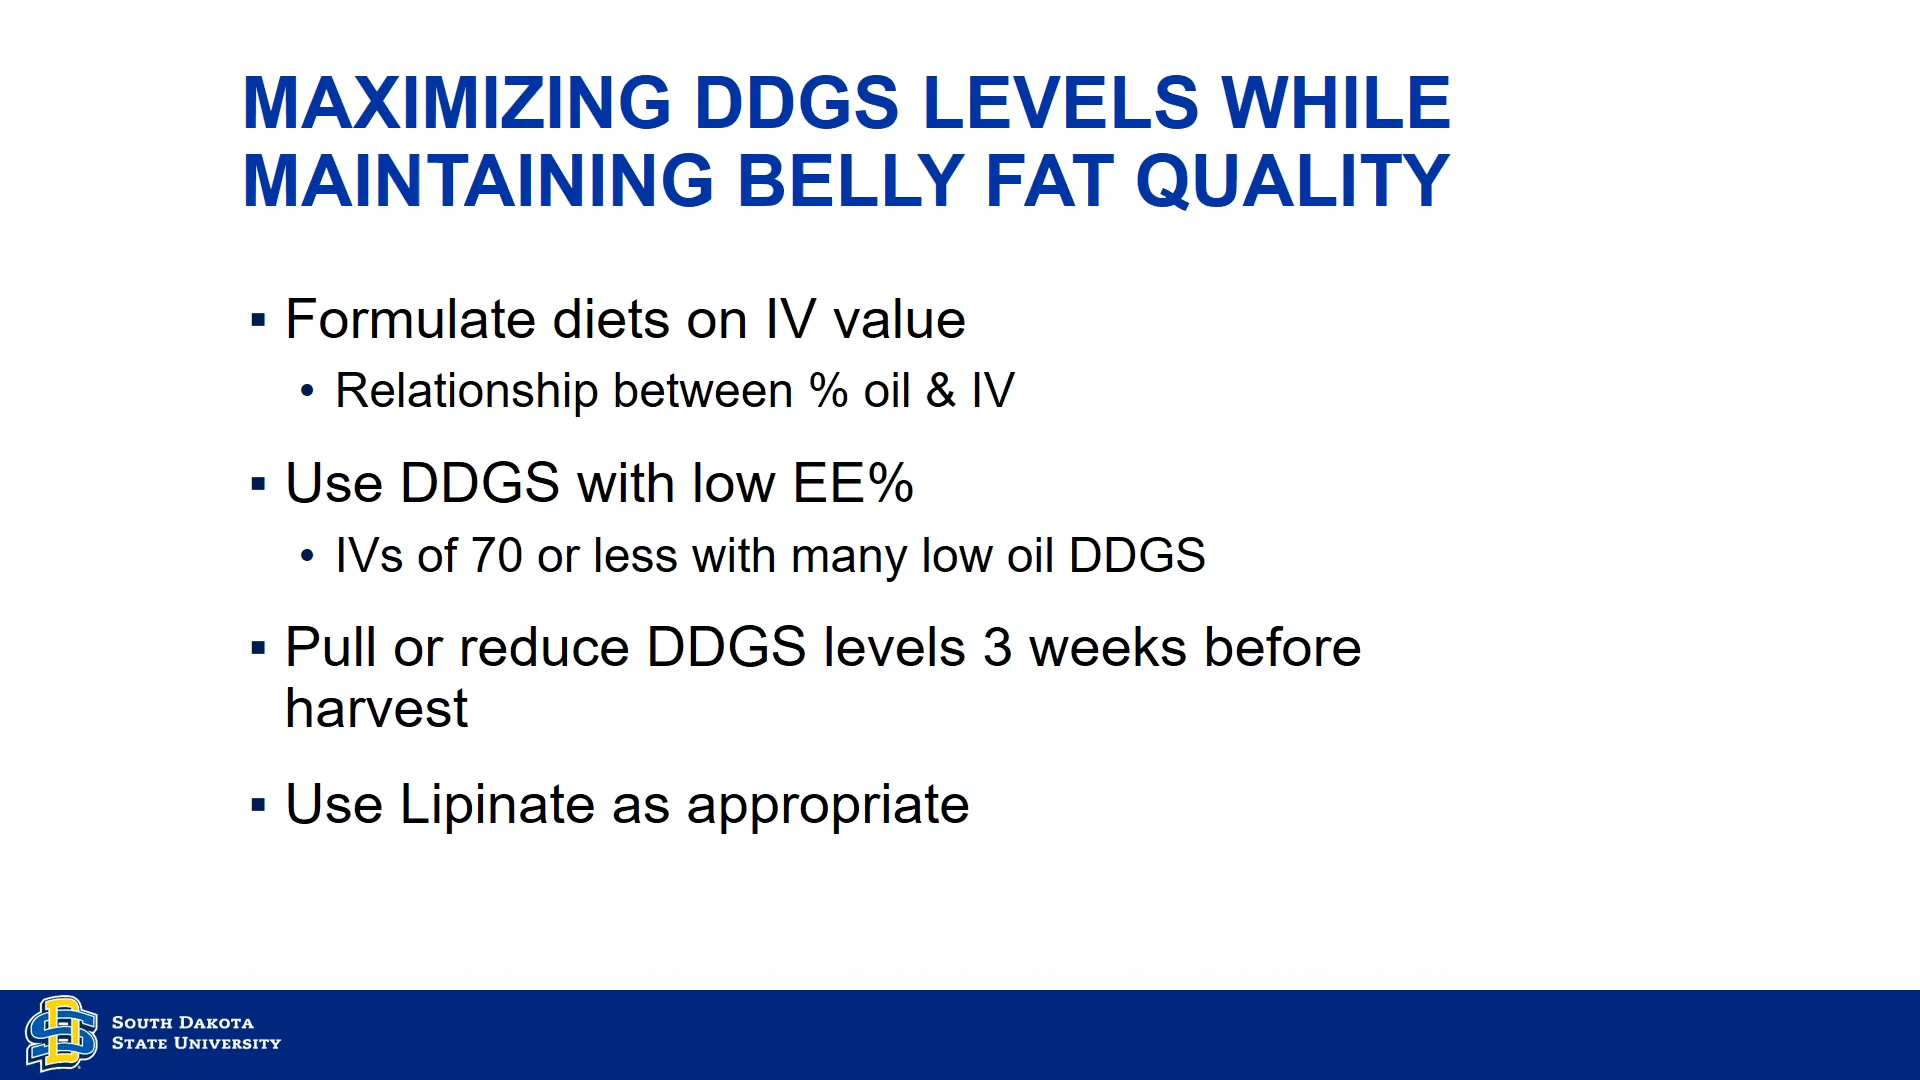 MAXIMIZING DDGS LEVELS WHILE
MAINTAINING BELLY FAT QUALITY
▪ Formulate diets on IV value
• Relationship between % oil & IV
▪ Use DDGS with low EE%
• IVs of 70 or less with many low oil DDGS
▪ Pull or reduce DDGS levels 3 weeks before
harvest
▪ Use Lipinate as appropriate
SOUTH DAKOTA
STATE UNIVERSITY